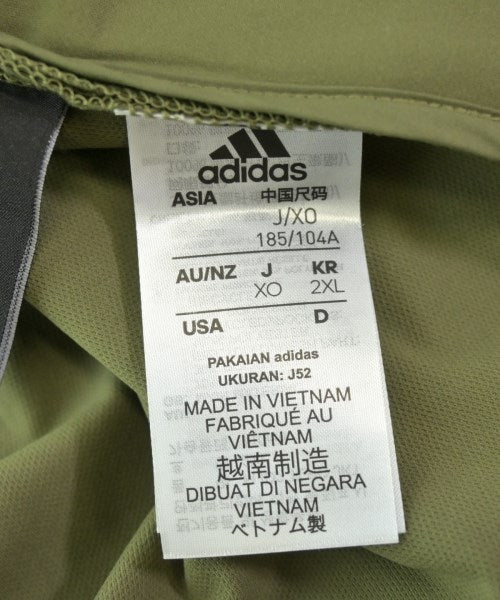 adidas
ASIA 中国尺码
J/XO
185/104A
AU/NZ J KR
XO 2XL
USA D
PAKAIAN adidas
UKURAN: J52
MADE IN VIETNAM
FABRIQUÉ AU
VIÊTNAM
越南制造
DIBUAT DI NEGARA
VIETNAM
ベトナム製